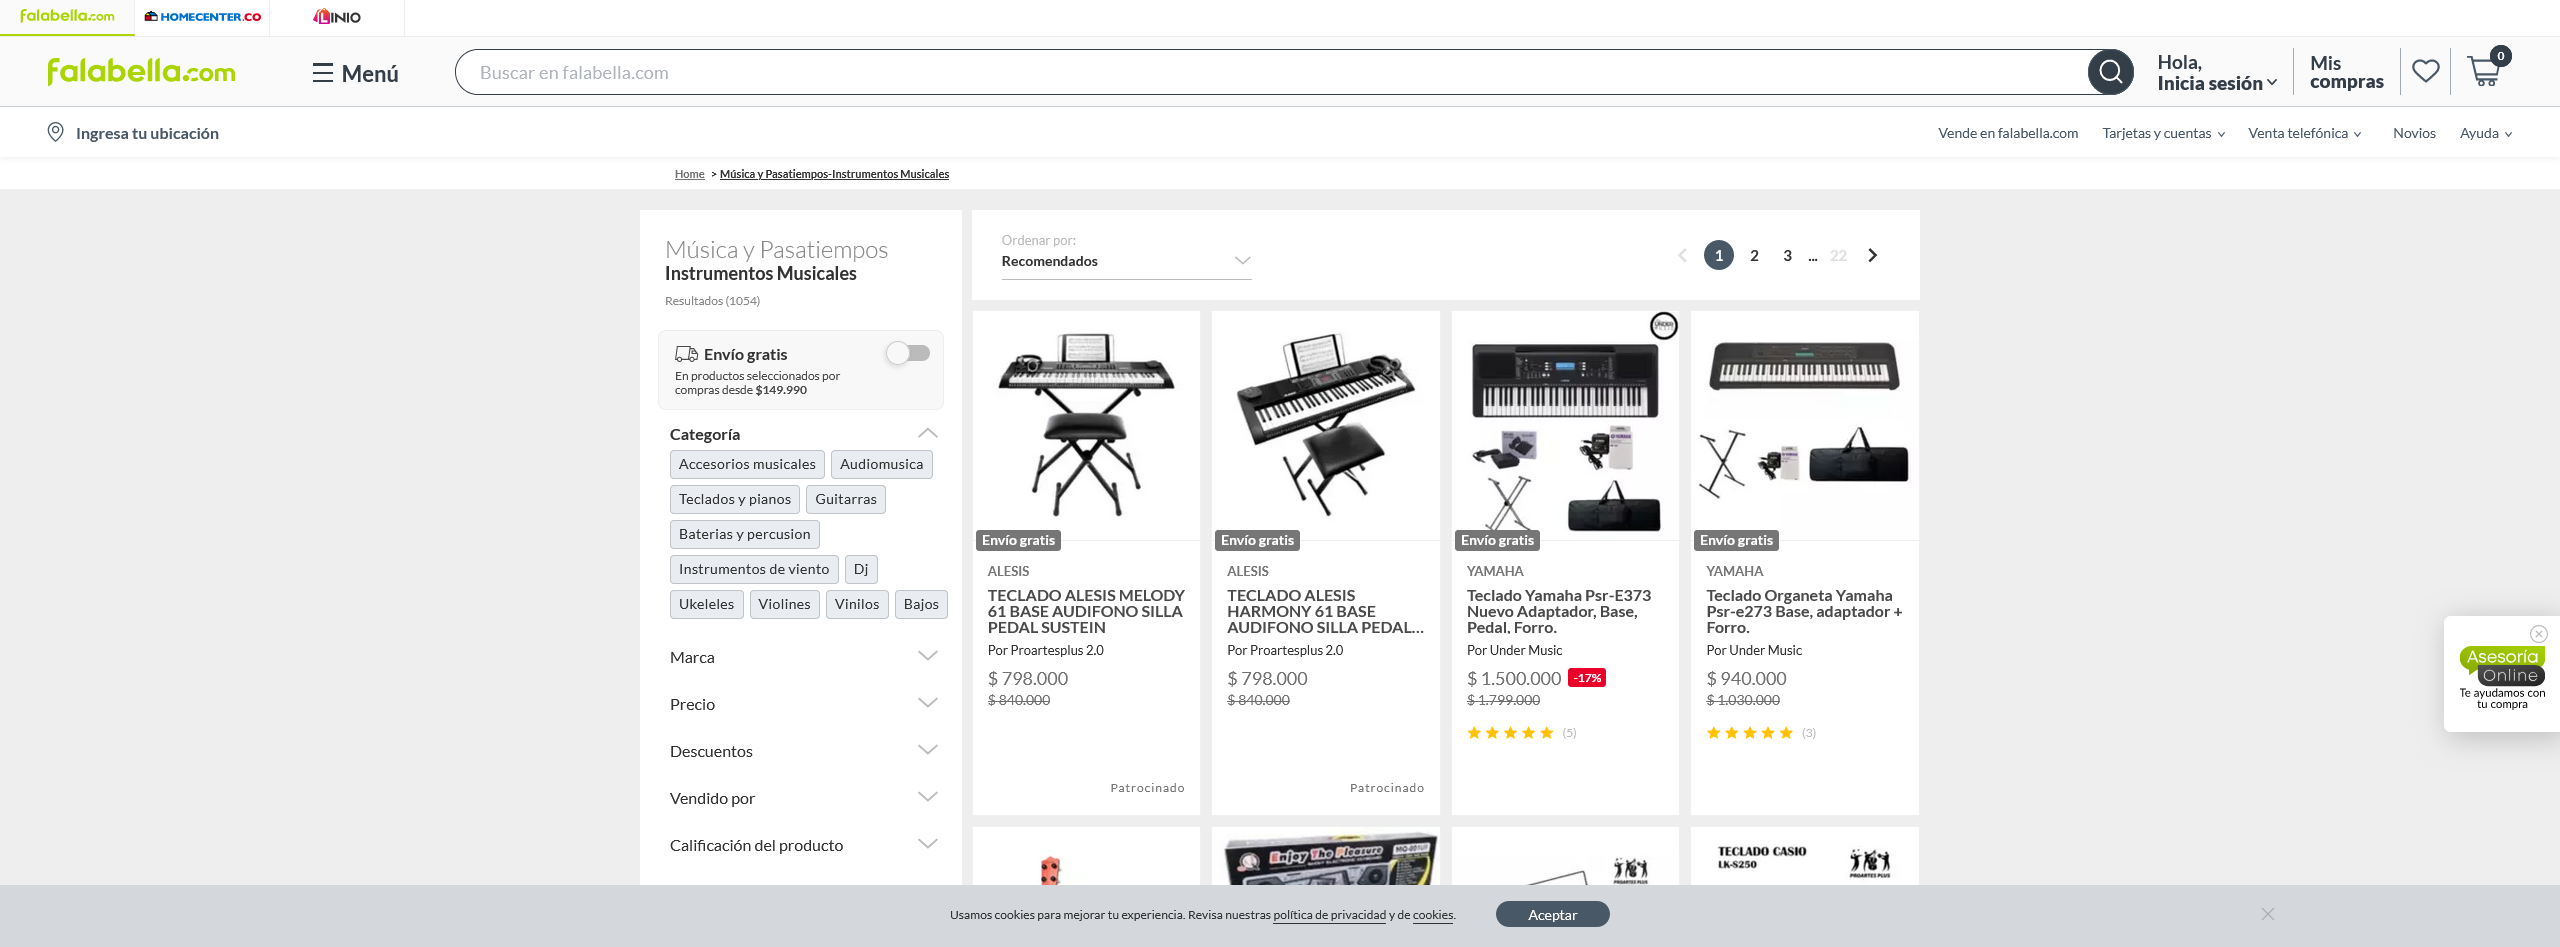 falabella.com
HOMECENTER.CO
LINIO
falabella.com
Menú
Buscar en falabella.com
Hola,
Inicia sesión
Mis
compras
0
Ingresa tu ubicación
Vende en falabella.com
Tarjetas y cuentas
Venta telefónica
Novios
Ayuda
Home > Música y Pasatiempos-Instrumentos Musicales
Música y Pasatiempos
Instrumentos Musicales
Resultados (1054)
Envío gratis
En productos seleccionados por
compras desde $149.990
Categoría
Accesorios musicales
Audiomusica
Teclados y pianos
Guitarras
Baterias y percusion
Instrumentos de viento
Dj
Ukeleles
Violines
Vinilos
Bajos
Marca
Precio
Descuentos
Vendido por
Calificación del producto
Ordenar por:
Recomendados
1 2 3 ... 22
Envío gratis
ALESIS
TECLADO ALESIS MELODY
61 BASE AUDIFONO SILLA
PEDAL SUSTEIN
Por Proartesplus 2.0
$ 798.000
$ 840.000
Patrocinado
Envío gratis
ALESIS
TECLADO ALESIS
HARMONY 61 BASE
AUDIFONO SILLA PEDAL...
Por Proartesplus 2.0
$ 798.000
$ 840.000
Patrocinado
UNDER
Envío gratis
YAMAHA
Teclado Yamaha Psr-E373
Nuevo Adaptador, Base,
Pedal, Forro.
Por Under Music
$ 1.500.000 -17%
$ 1.799.000
(5)
Envío gratis
YAMAHA
Teclado Organeta Yamaha
Psr-e273 Base, adaptador +
Forro.
Por Under Music
$ 940.000
$ 1.030.000
(3)
Enjoy The Pleasure
MQ-801UF
PROARTES PLUS
TECLADO CASIO
LK-S250
PROARTES PLUS
Asesoría
Online
Te ayudamos con
tu compra
Usamos cookies para mejorar tu experiencia. Revisa nuestras política de privacidad y de cookies.
Aceptar